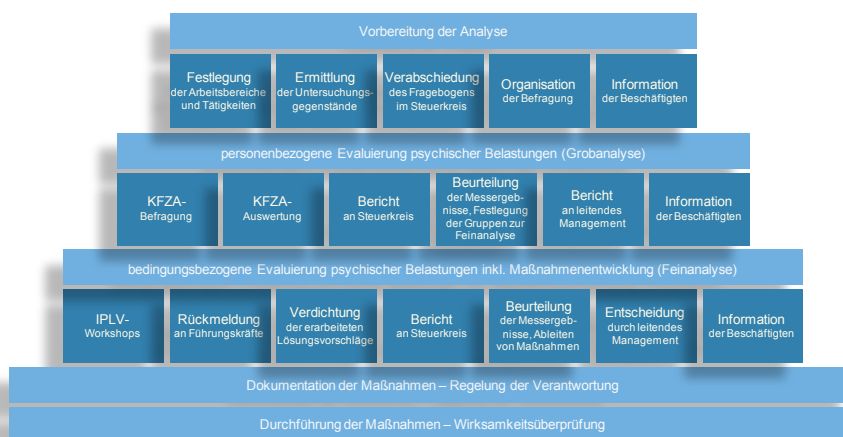 Vorbereitung der Analyse
Festlegung
der Arbeitsbereiche
und Tätigkeiten
Ermittlung
der Untersuchungs-
gegenstände
Verabschiedung
des Fragebogens
im Steuerkreis
Organisation
der Befragung
Information
der Beschäftigten
personenbezogene Evaluierung psychischer Belastungen (Grobanalyse)
KFZA-
Befragung
KFZA-
Auswertung
Bericht
an Steuerkreis
Beurteilung
der Messergeb-
nisse, Festlegung
der Gruppen zur
Feinanalyse
Bericht
an leitendes
Management
Information
der Beschäftigten
bedingungsbezogene Evaluierung psychischer Belastungen inkl. Maßnahmenentwicklung (Feinanalyse)
IPLV-
Workshops
Rückmeldung
an Führungskräfte
Verdichtung
der erarbeiteten
Lösungsvorschläge
Bericht
an Steuerkreis
Beurteilung
der Messergeb-
nisse, Ableiten
von Maßnahmen
Entscheidung
durch leitendes
Management
Information
der Beschäftigten
Dokumentation der Maßnahmen – Regelung der Verantwortung
Durchführung der Maßnahmen – Wirksamkeitsüberprüfung